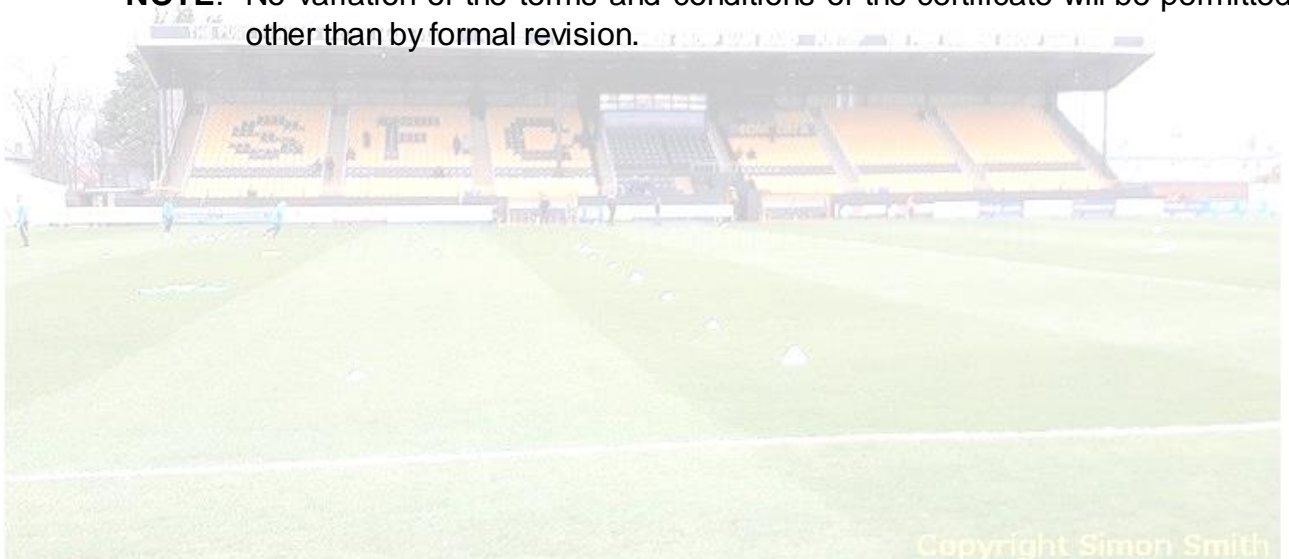 NOTE: No variation of the terms and conditions of the certificate will be permitted
other than by formal revision.
S F C
Copyright Simon Smith